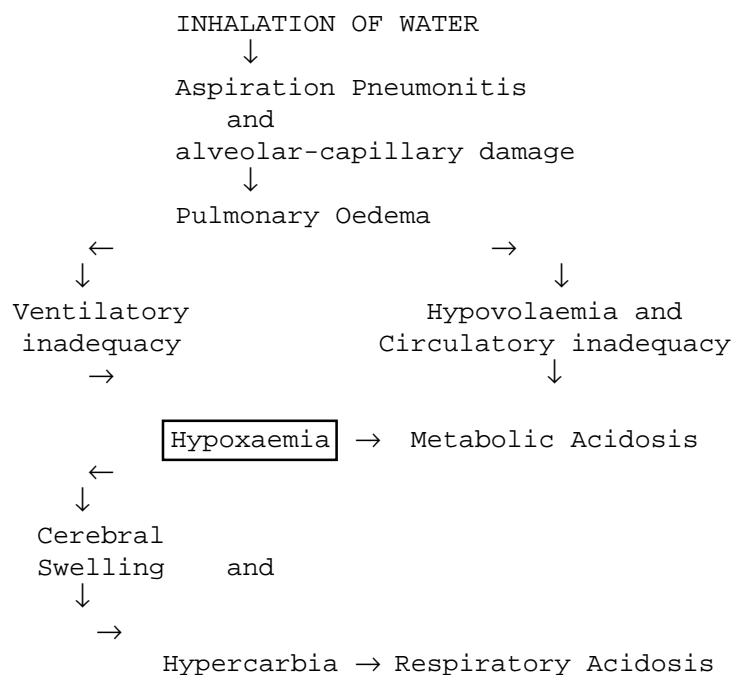 INHALATION OF WATER
↓
Aspiration Pneumonitis
and
alveolar-capillary damage
↓
Pulmonary Oedema
← →
↓ ↓
Ventilatory Hypovolaemia and
inadequacy Circulatory inadequacy
→ ↓
Hypoxaemia → Metabolic Acidosis
←
↓
Cerebral
Swelling and
↓
→
Hypercarbia → Respiratory Acidosis